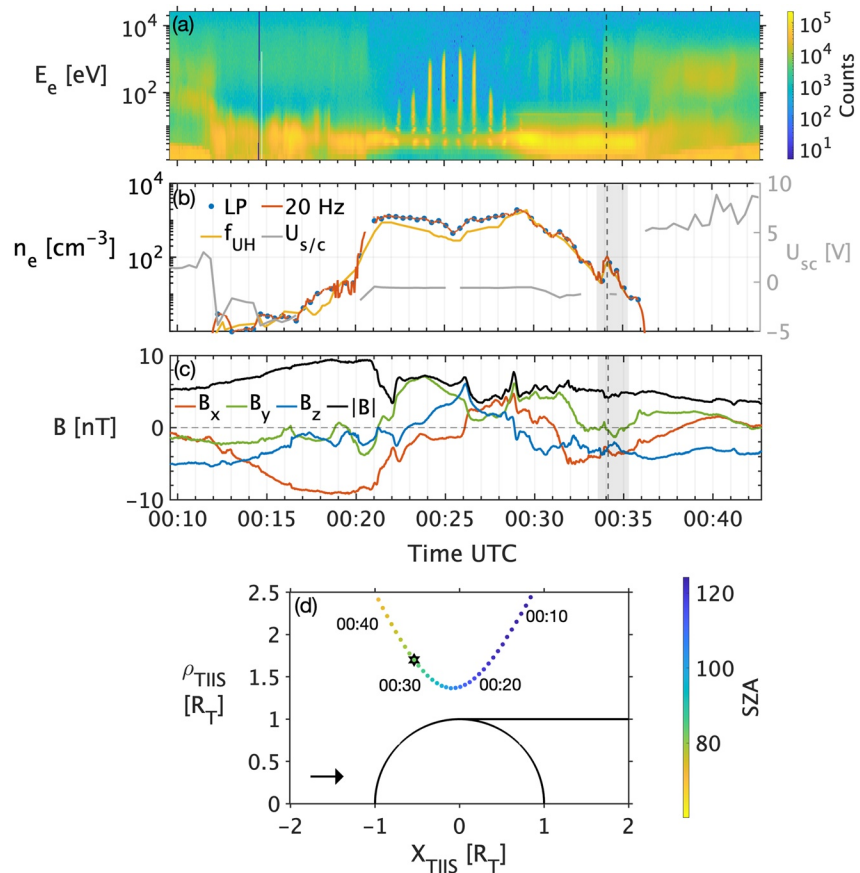 (a)
10^4
10^2
E_e [eV]
10^5
10^4
10^3
10^2
10^1
Counts
(b)
LP
20 Hz
f_UH
U_s/c
10^4
10^2
n_e [cm^-3]
10
5
0
-5
U_sc [V]
(c)
B_x
B_y
B_z
|B|
10
0
-10
B [nT]
00:10 00:15 00:20 00:25 00:30 00:35 00:40
Time UTC
(d)
2.5
2
1.5
1
0.5
0
ρ_TIIS
[R_T]
00:40
00:10
00:30
00:20
-2 -1 0 1 2
X_TIIS [R_T]
120
100
80
SZA